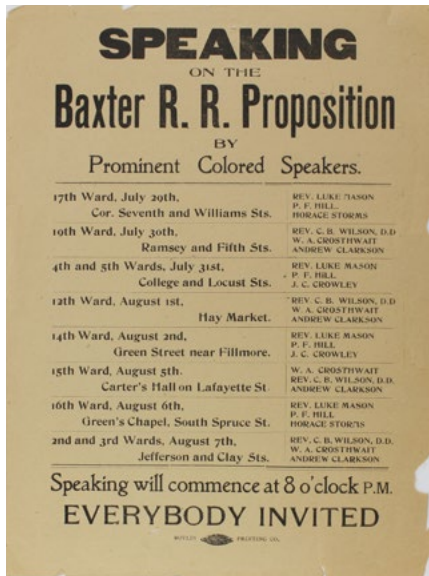 SPEAKING
ON THE
Baxter R. R. Proposition
BY
Prominent Colored Speakers.
17th Ward, July 29th,
Cor. Seventh and Williams Sts.
REV. LUKE MASON
P. F. HILL.
HORACE STORMS
19th Ward, July 30th,
Ramsey and Fifth Sts.
REV. C. B. WILSON, D.D
W. A. CROSTHWAIT
ANDREW CLARKSON
4th and 5th Wards, July 31st,
College and Locust Sts.
REV. LUKE MASON
P. F. HILL
J. C. CROWLEY
12th Ward, August 1st,
Hay Market.
REV. C. B. WILSON, D.D
W. A. CROSTHWAIT
ANDREW CLARKSON
14th Ward, August 2nd,
Green Street near Fillmore.
REV. LUKE MASON
P. F. HILL
J. C. CROWLEY
15th Ward, August 5th.
Carter's Hall on Lafayette St
W. A. CROSTHWAIT
REV. C. B. WILSON, D.D.
ANDREW CLARKSON
16th Ward, August 6th,
Green's Chapel, South Spruce St.
REV. LUKE MASON
P. F. HILL
HORACE STORMS
2nd and 3rd Wards, August 7th,
Jefferson and Clay Sts.
REV. C. B. WILSON, D.D.
W. A. CROSTHWAIT
ANDREW CLARKSON
Speaking will commence at 8 o'clock P.M.
EVERYBODY INVITED
PRINTING CO.